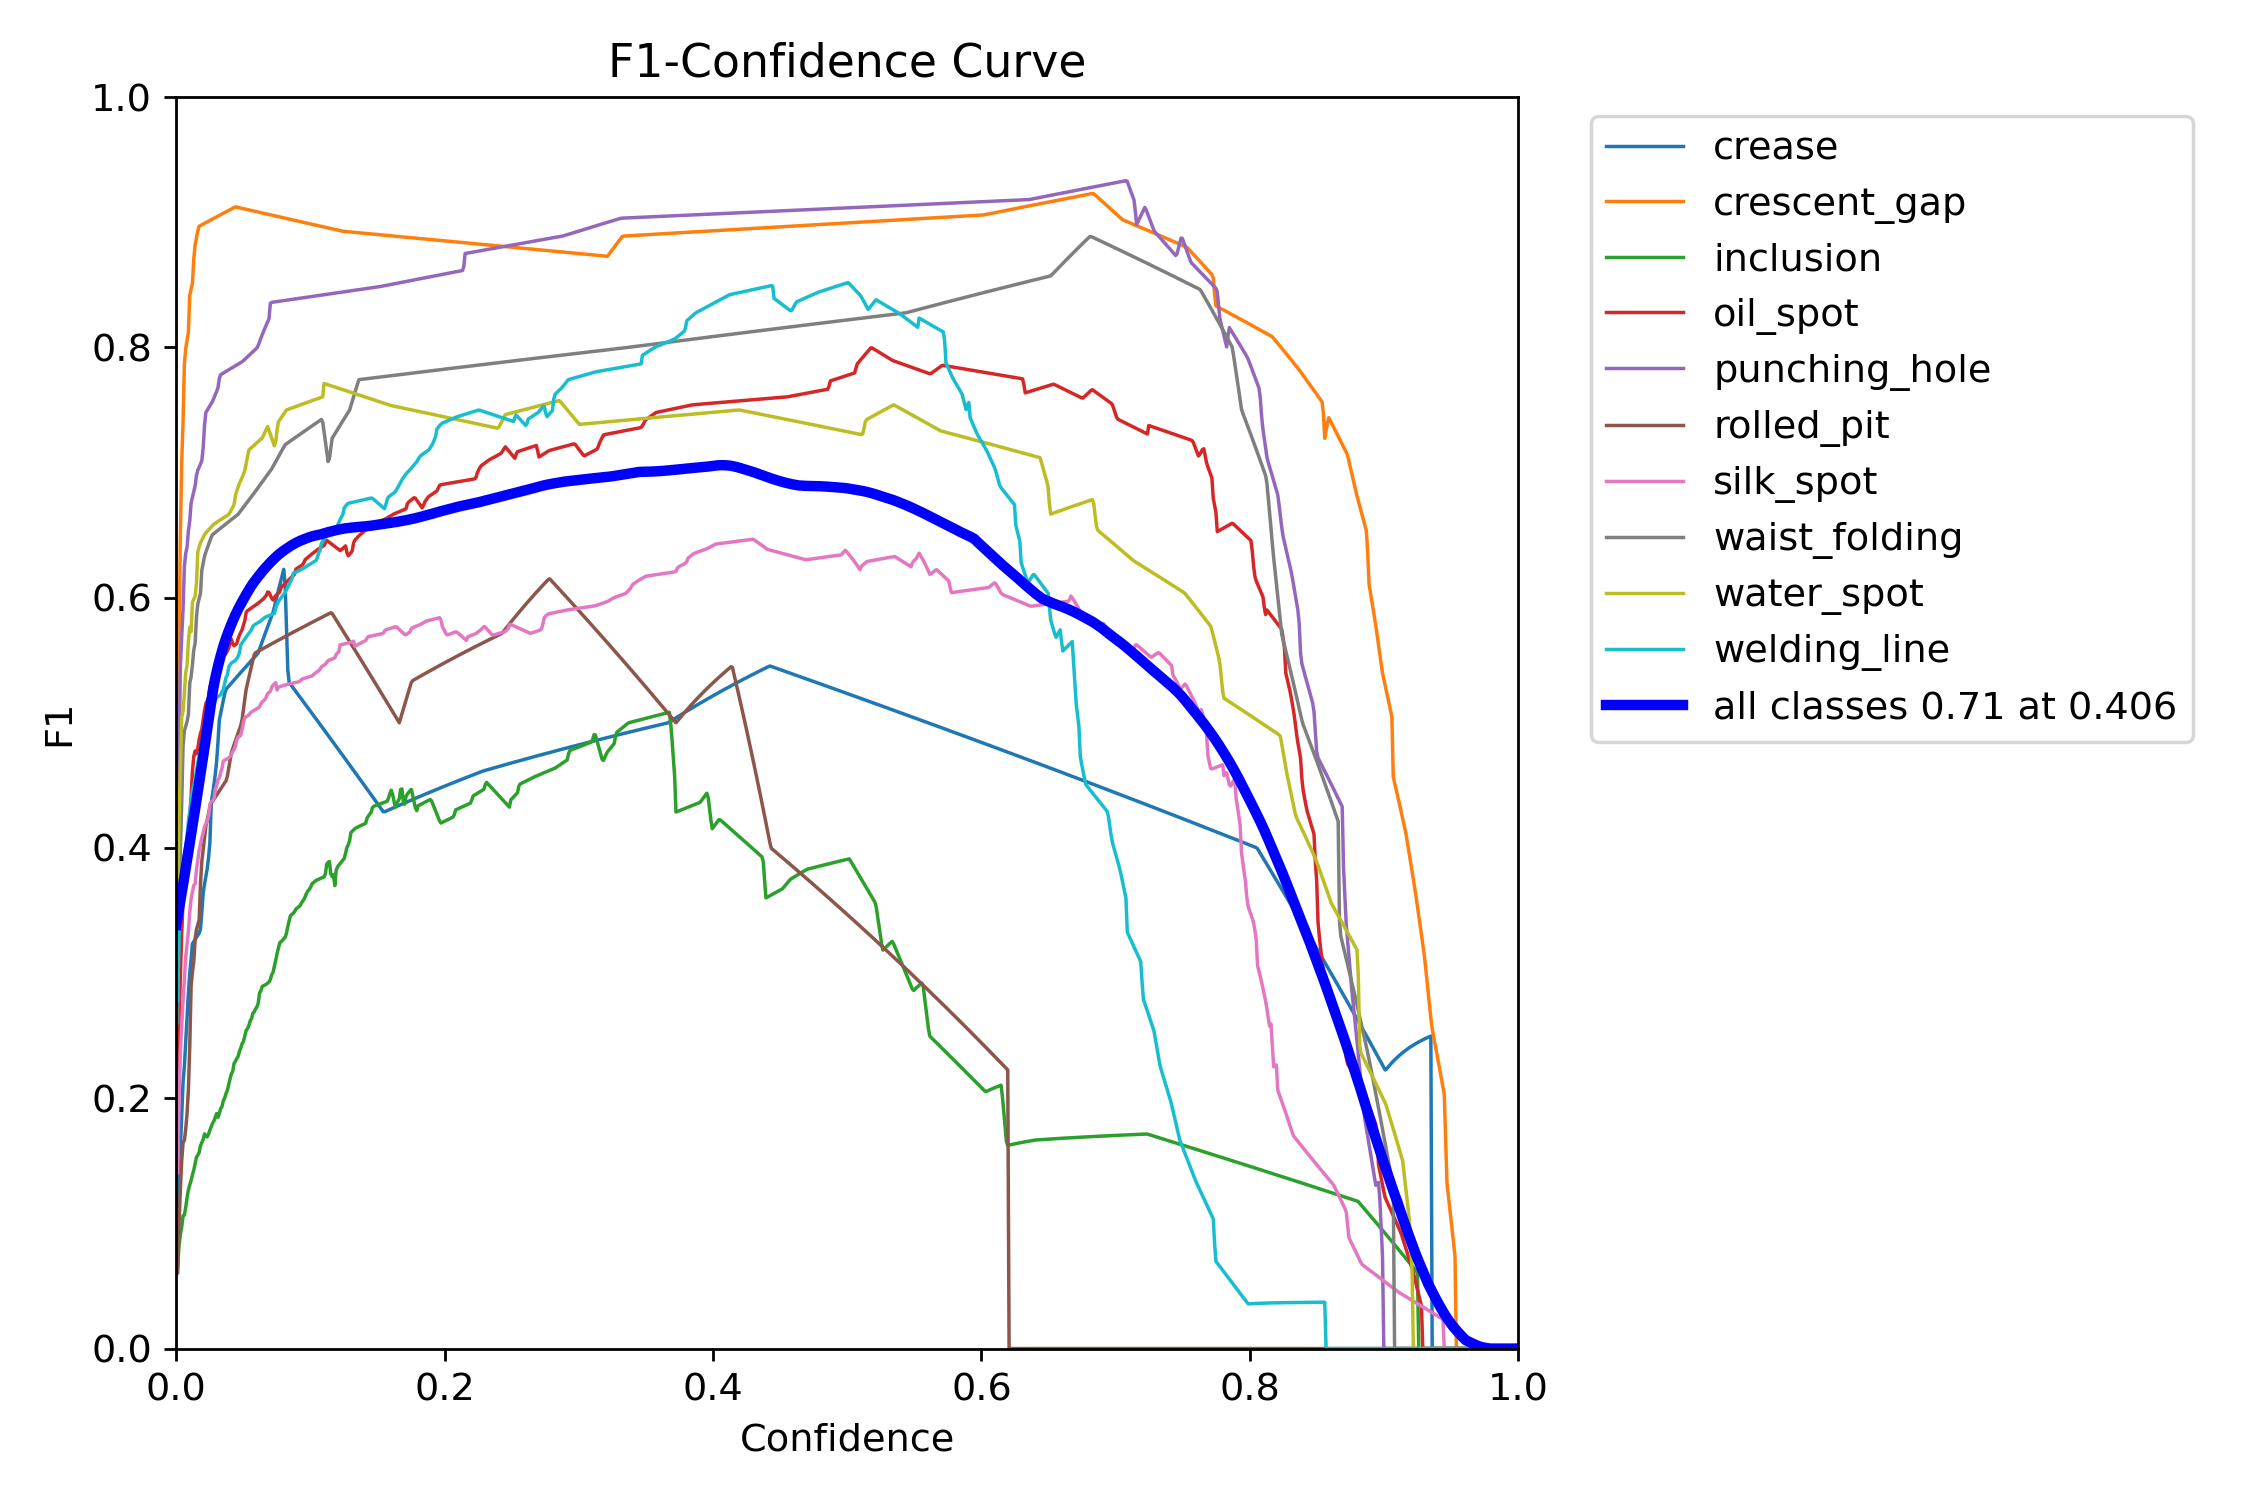 F1-Confidence Curve
1.0
0.8
0.6
0.4
0.2
0.0
F1
0.0 0.2 0.4 0.6 0.8 1.0
Confidence
crease
crescent_gap
inclusion
oil_spot
punching_hole
rolled_pit
silk_spot
waist_folding
water_spot
welding_line
all classes 0.71 at 0.406